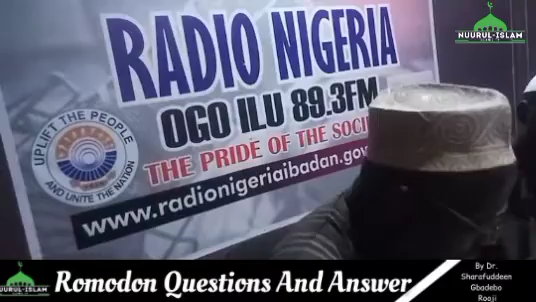 RADIO NIGERIA
OGO ILU 89.3FM
THE PRIDE OF THE SOCI
www.radionigeriaibadan.gov
UPLIFT THE PEOPLE
AND UNITE THE NATION
NUURUL-ISLAM
UURUL-ISLAM
Romodon Questions And Answer
By Dr.
Sharafuddeen
Gbadebo
Raaji